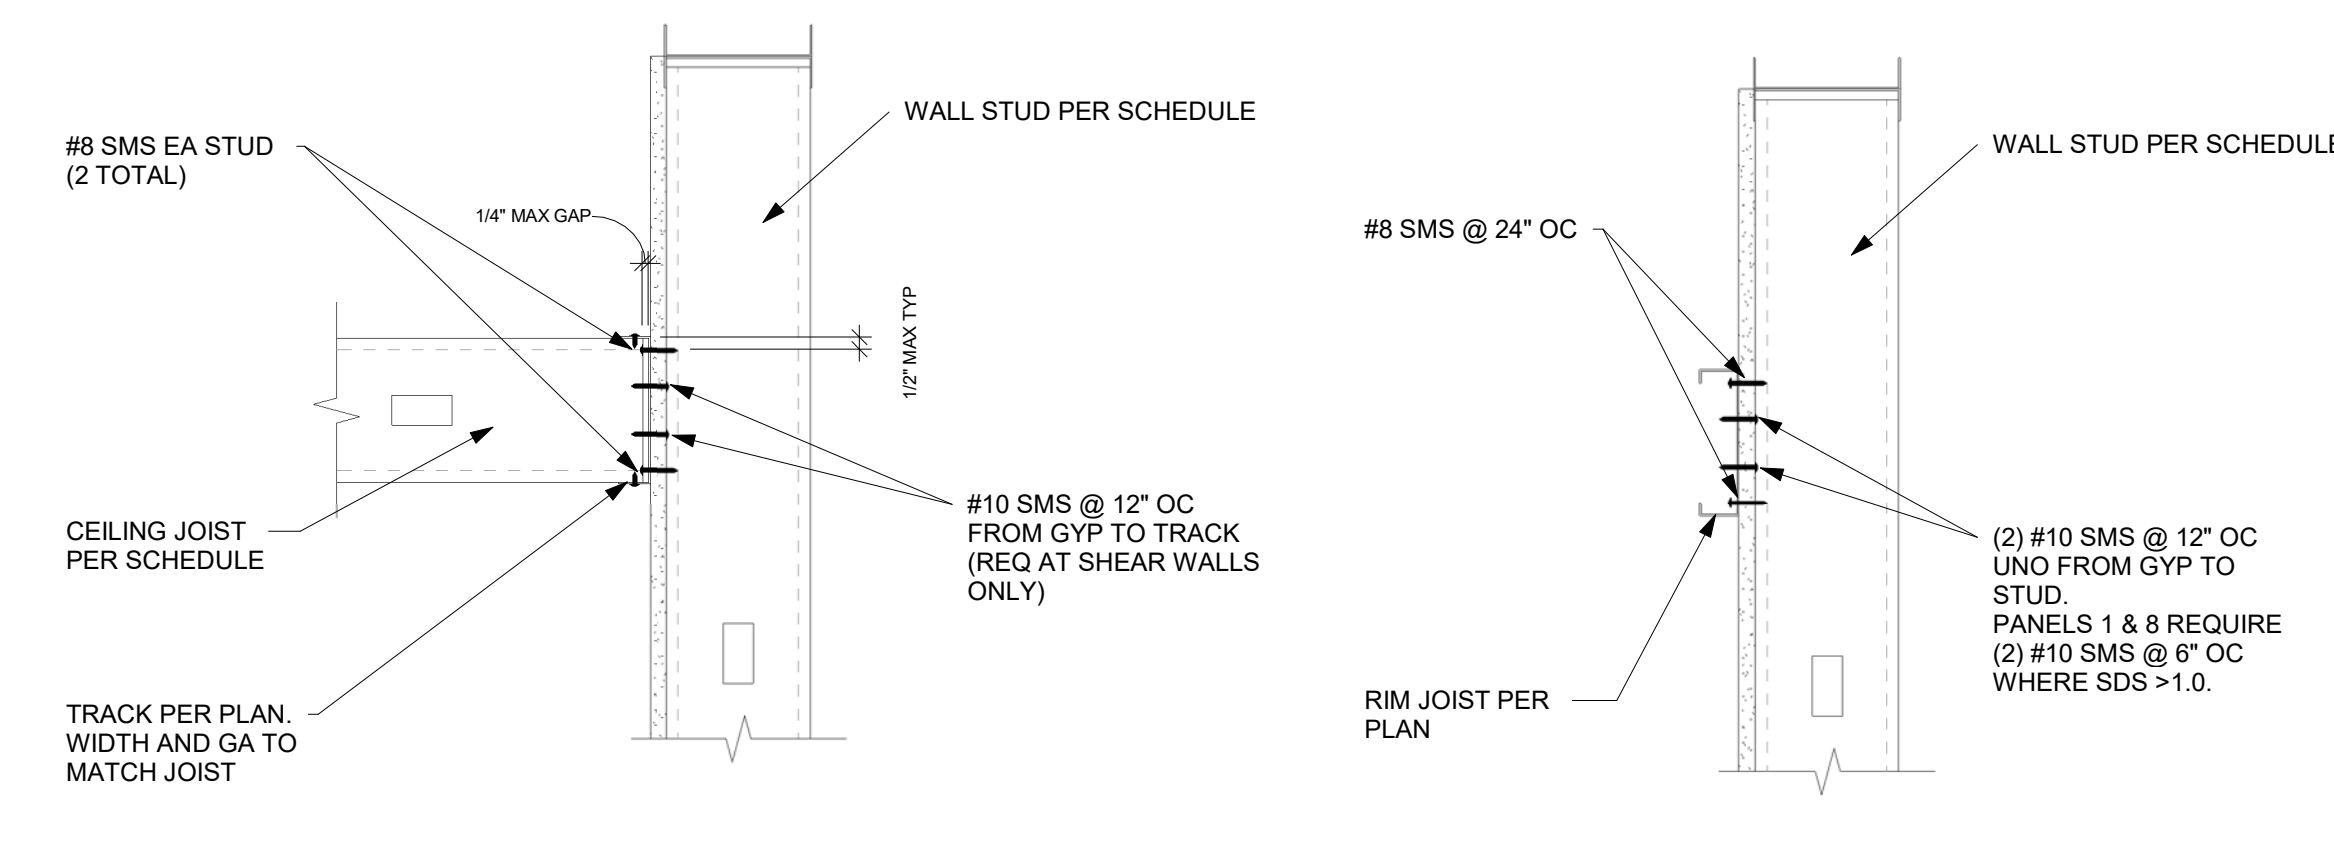 #8 SMS EA STUD
(2 TOTAL)
1/4" MAX GAP
WALL STUD PER SCHEDULE
1/2" MAX TYP
CEILING JOIST
PER SCHEDULE
#10 SMS @ 12" OC
FROM GYP TO TRACK
(REQ AT SHEAR WALLS
ONLY)
TRACK PER PLAN.
WIDTH AND GA TO
MATCH JOIST
WALL STUD PER SCHEDULE
#8 SMS @ 24" OC
(2) #10 SMS @ 12" OC
UNO FROM GYP TO
STUD.
PANELS 1 & 8 REQUIRE
(2) #10 SMS @ 6" OC
WHERE SDS >1.0.
RIM JOIST PER
PLAN